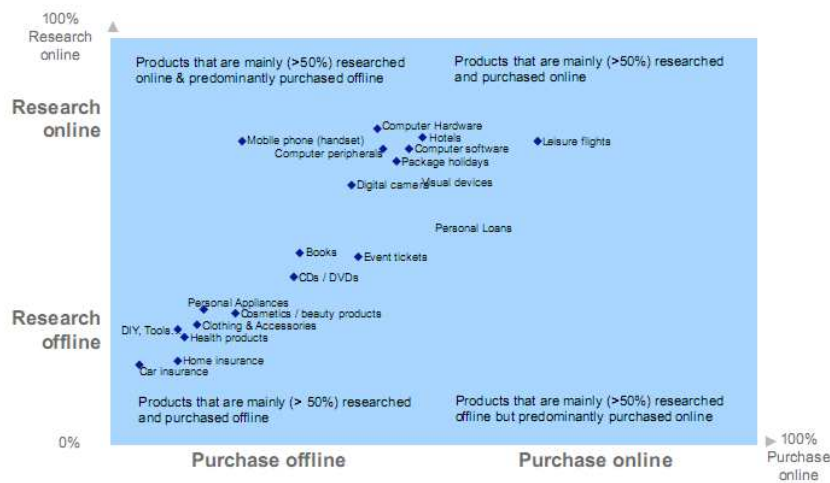 100%
Research
online
Products that are mainly (>50%) researched
online & predominantly purchased offline
Products that are mainly (>50%) researched
and purchased online
Research
online
Computer Hardware
Mobile phone (handset)
Hotels
Leisure flights
Computer peripherals
Computer software
Package holidays
Digital camera
Visual devices
Personal Loans
Books
Event tickets
CDs / DVDs
Personal Appliances
Cosmetics / beauty products
Research
offline
DIY, Tools...
Clothing & Accessories
Health products
Home insurance
Car insurance
Products that are mainly (> 50%) researched
and purchased offline
Products that are mainly (>50%) researched
offline but predominantly purchased online
0%
100%
Purchase
online
Purchase offline
Purchase online